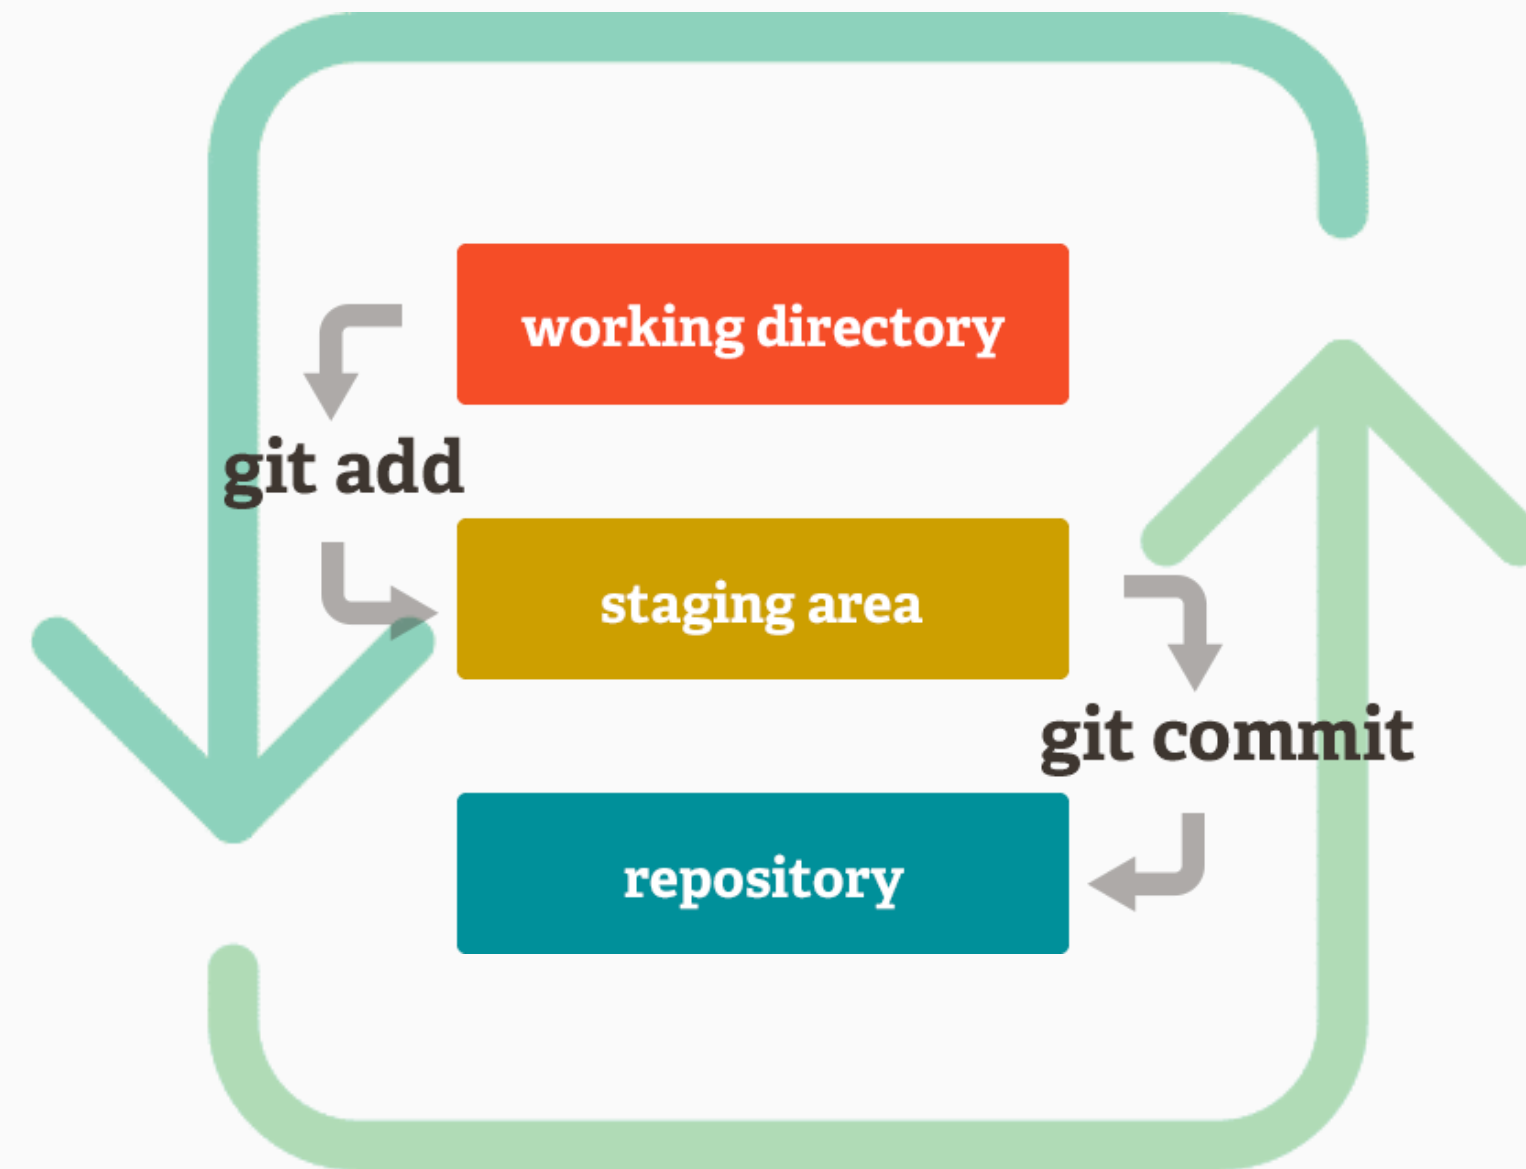 working directory
git add
staging area
git commit
repository